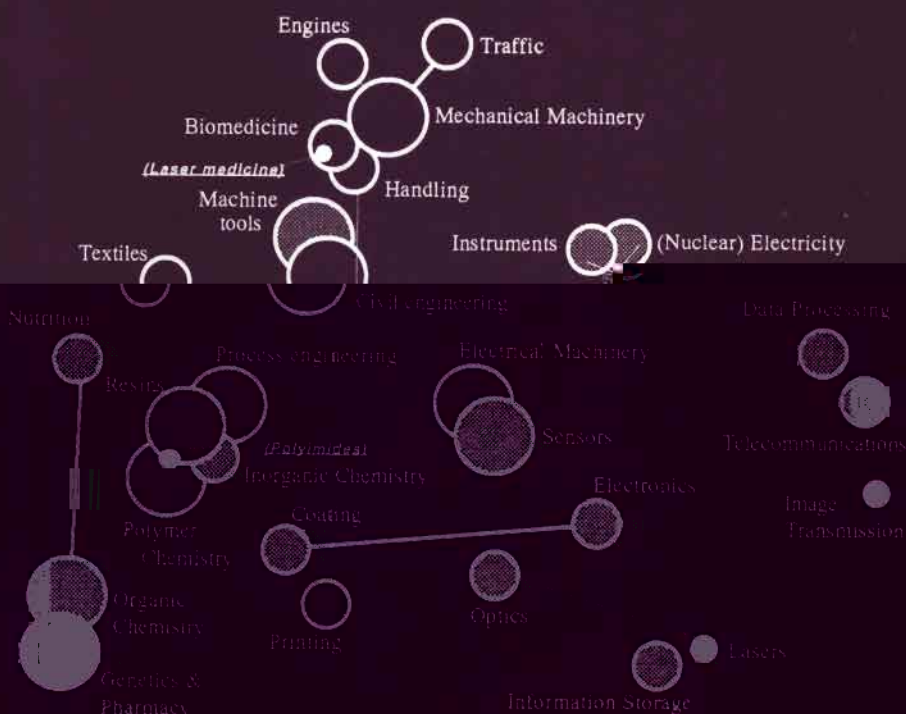 Engines
Traffic
Mechanical Machinery
Biomedicine
(Laser medicine)
Handling
Machine
tools
Instruments
(Nuclear) Electricity
Textiles
Civil engineering
Nutrition
Data Processing
Process engineering
Electrical Machinery
Resins
Sensors
(Polyimides)
Telecommunications
Inorganic Chemistry
Electronics
Coating
Image
Transmission
Polymer
Chemistry
Organic
Chemistry
Optics
Printing
Lasers
Genetics &
Pharmacy
Information Storage